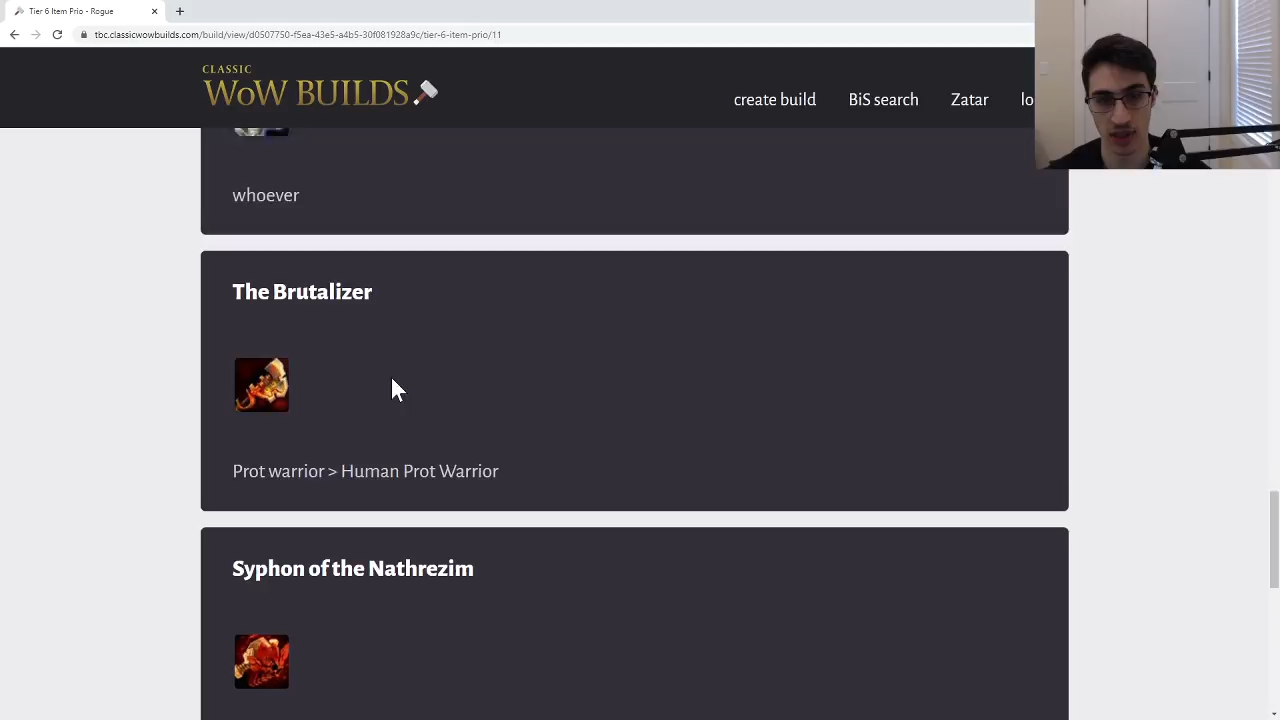 Tier 6 Item Prio - Rogue
tbc.classicwowbuilds.com/build/view/d0507750-f5ea-43e5-a4b5-30f081928a9c/tier-6-item-prio/11
CLASSIC
WoW BUILDS
create build
BiS search
Zatar
lo
whoever
The Brutalizer
Prot warrior > Human Prot Warrior
Syphon of the Nathrezim